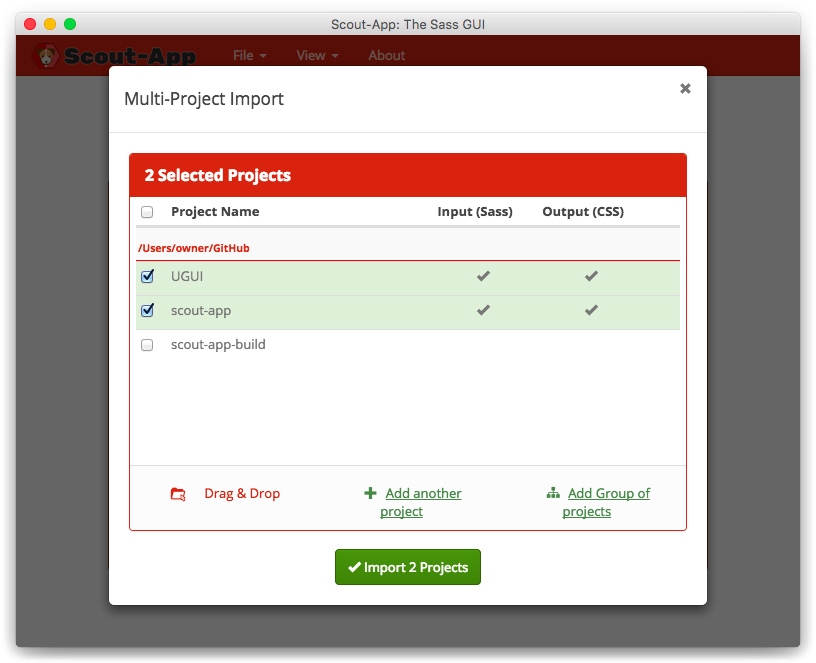 Scout-App: The Sass GUI
Scout-App File View About
Multi-Project Import
2 Selected Projects
Project Name Input (Sass) Output (CSS)
/Users/owner/GitHub
UGUI
scout-app
scout-app-build
Drag & Drop
Add another
project
Add Group of
projects
Import 2 Projects